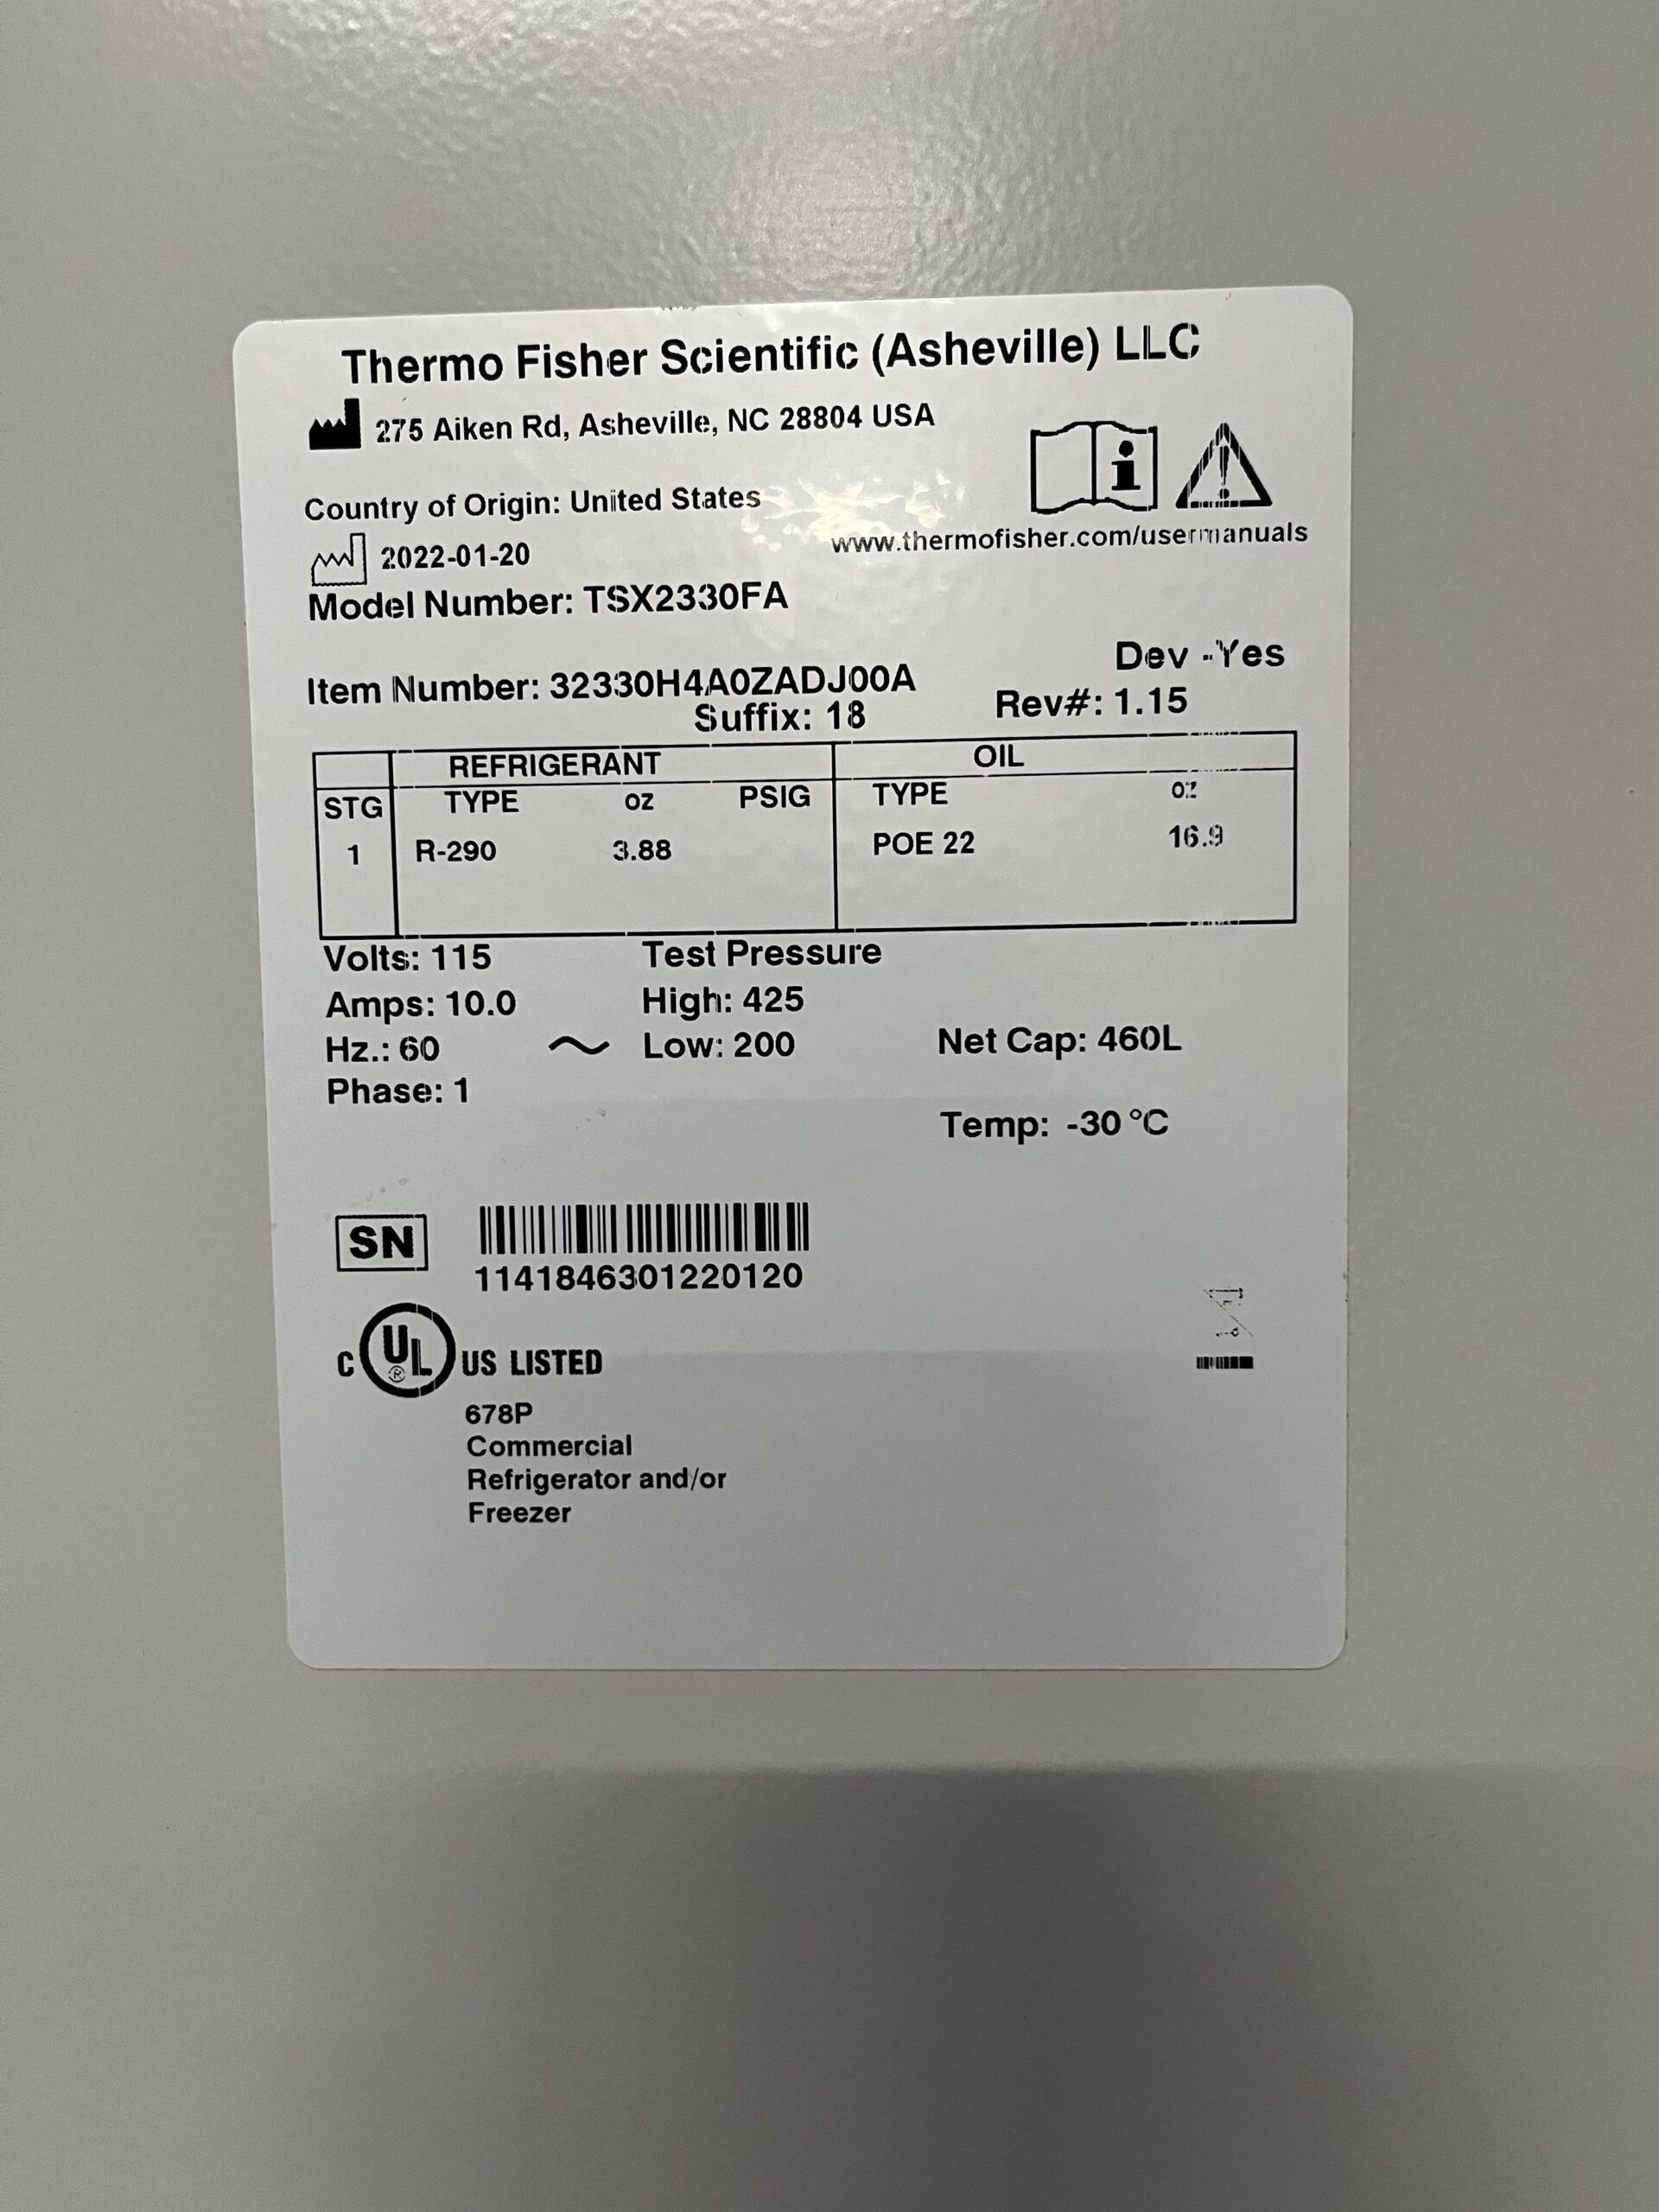 Thermo Fisher Scientific (Asheville) LLC
275 Aiken Rd, Asheville, NC 28804 USA
Country of Origin: United States
www.thermofisher.com/usermanuals
2022-01-20
Model Number: TSX2330FA
Dev -Yes
Item Number: 32330H4A0ZADJ00A
Suffix: 18 Rev#: 1.15
REFRIGERANT OIL
STG TYPE oz PSIG TYPE oz
1 R-290 3.88 POE 22 16.9
Volts: 115 Test Pressure
Amps: 10.0 High: 425
Hz.: 60 ~ Low: 200 Net Cap: 460L
Phase: 1
Temp: -30 °C
SN
1141846301220120
C UL ® US LISTED
678P
Commercial
Refrigerator and/or
Freezer